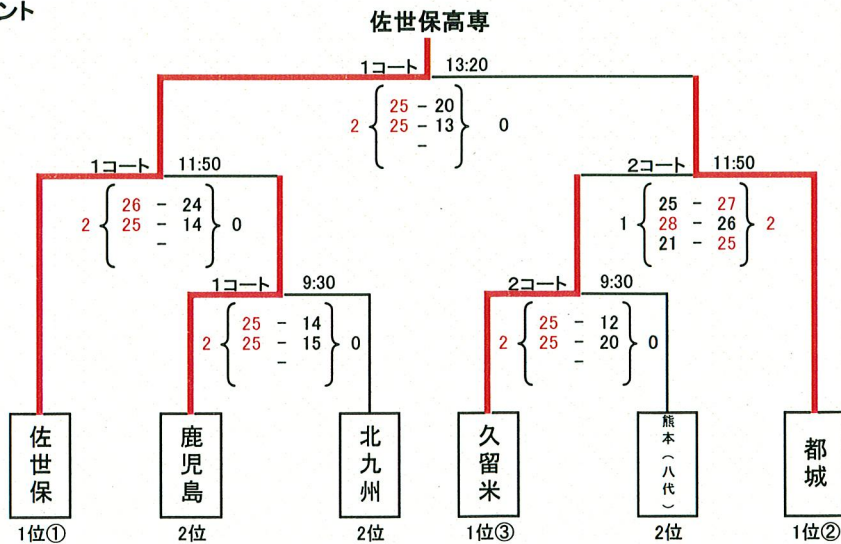 ント
佐世保高専
1コート 13:20
2 25 - 20 0
25 - 13
-
1コート 11:50
2 26 - 24 0
25 - 14
-
2コート 11:50
1 25 - 27 2
28 - 26
21 - 25
1コート 9:30
2 25 - 14 0
25 - 15
-
2コート 9:30
2 25 - 12 0
25 - 20
-
佐世保
鹿児島
北九州
久留米
熊本(八代)
都城
1位①
2位
2位
1位③
2位
1位②